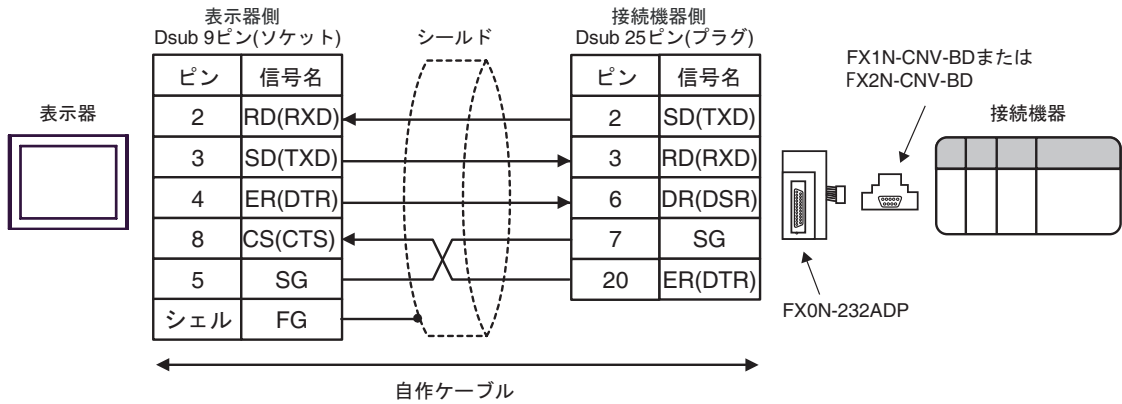 表示器側
Dsub 9ピン(ソケット)
シールド
接続機器側
Dsub 25ピン(プラグ)
FX1N-CNV-BDまたは
FX2N-CNV-BD
表示器
接続機器
ピン 信号名
2 RD(RXD)
3 SD(TXD)
4 ER(DTR)
8 CS(CTS)
5 SG
シェル FG
ピン 信号名
2 SD(TXD)
3 RD(RXD)
6 DR(DSR)
7 SG
20 ER(DTR)
FX0N-232ADP
自作ケーブル